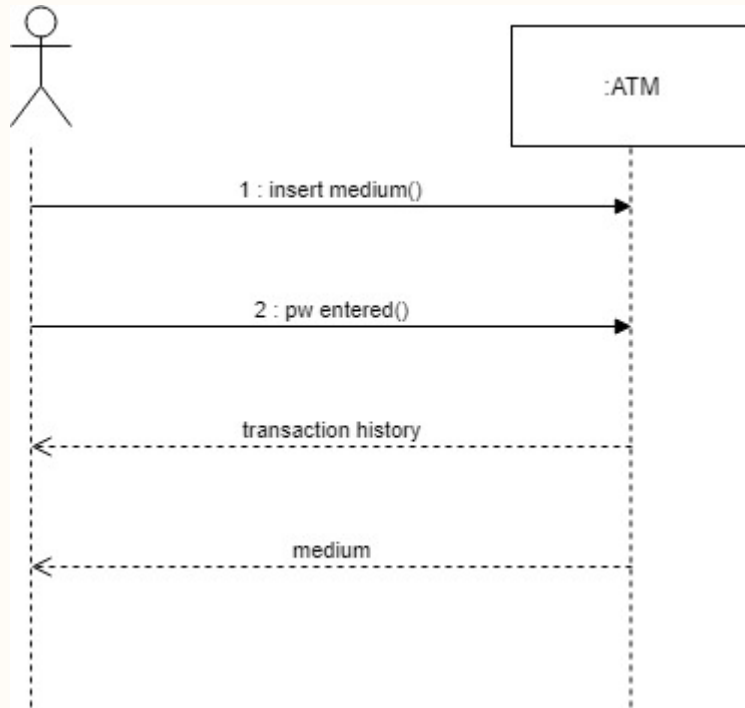 :ATM
1 : insert medium()
2 : pw entered()
transaction history
medium